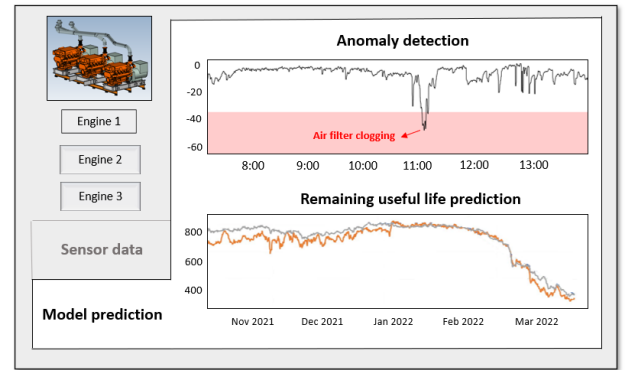 Anomaly detection
0
-20
-40
-60
Air filter clogging
8:00 9:00 10:00 11:00 12:00 13:00
Engine 1
Engine 2
Engine 3
Sensor data
Model prediction
Remaining useful life prediction
800
600
400
Nov 2021 Dec 2021 Jan 2022 Feb 2022 Mar 2022